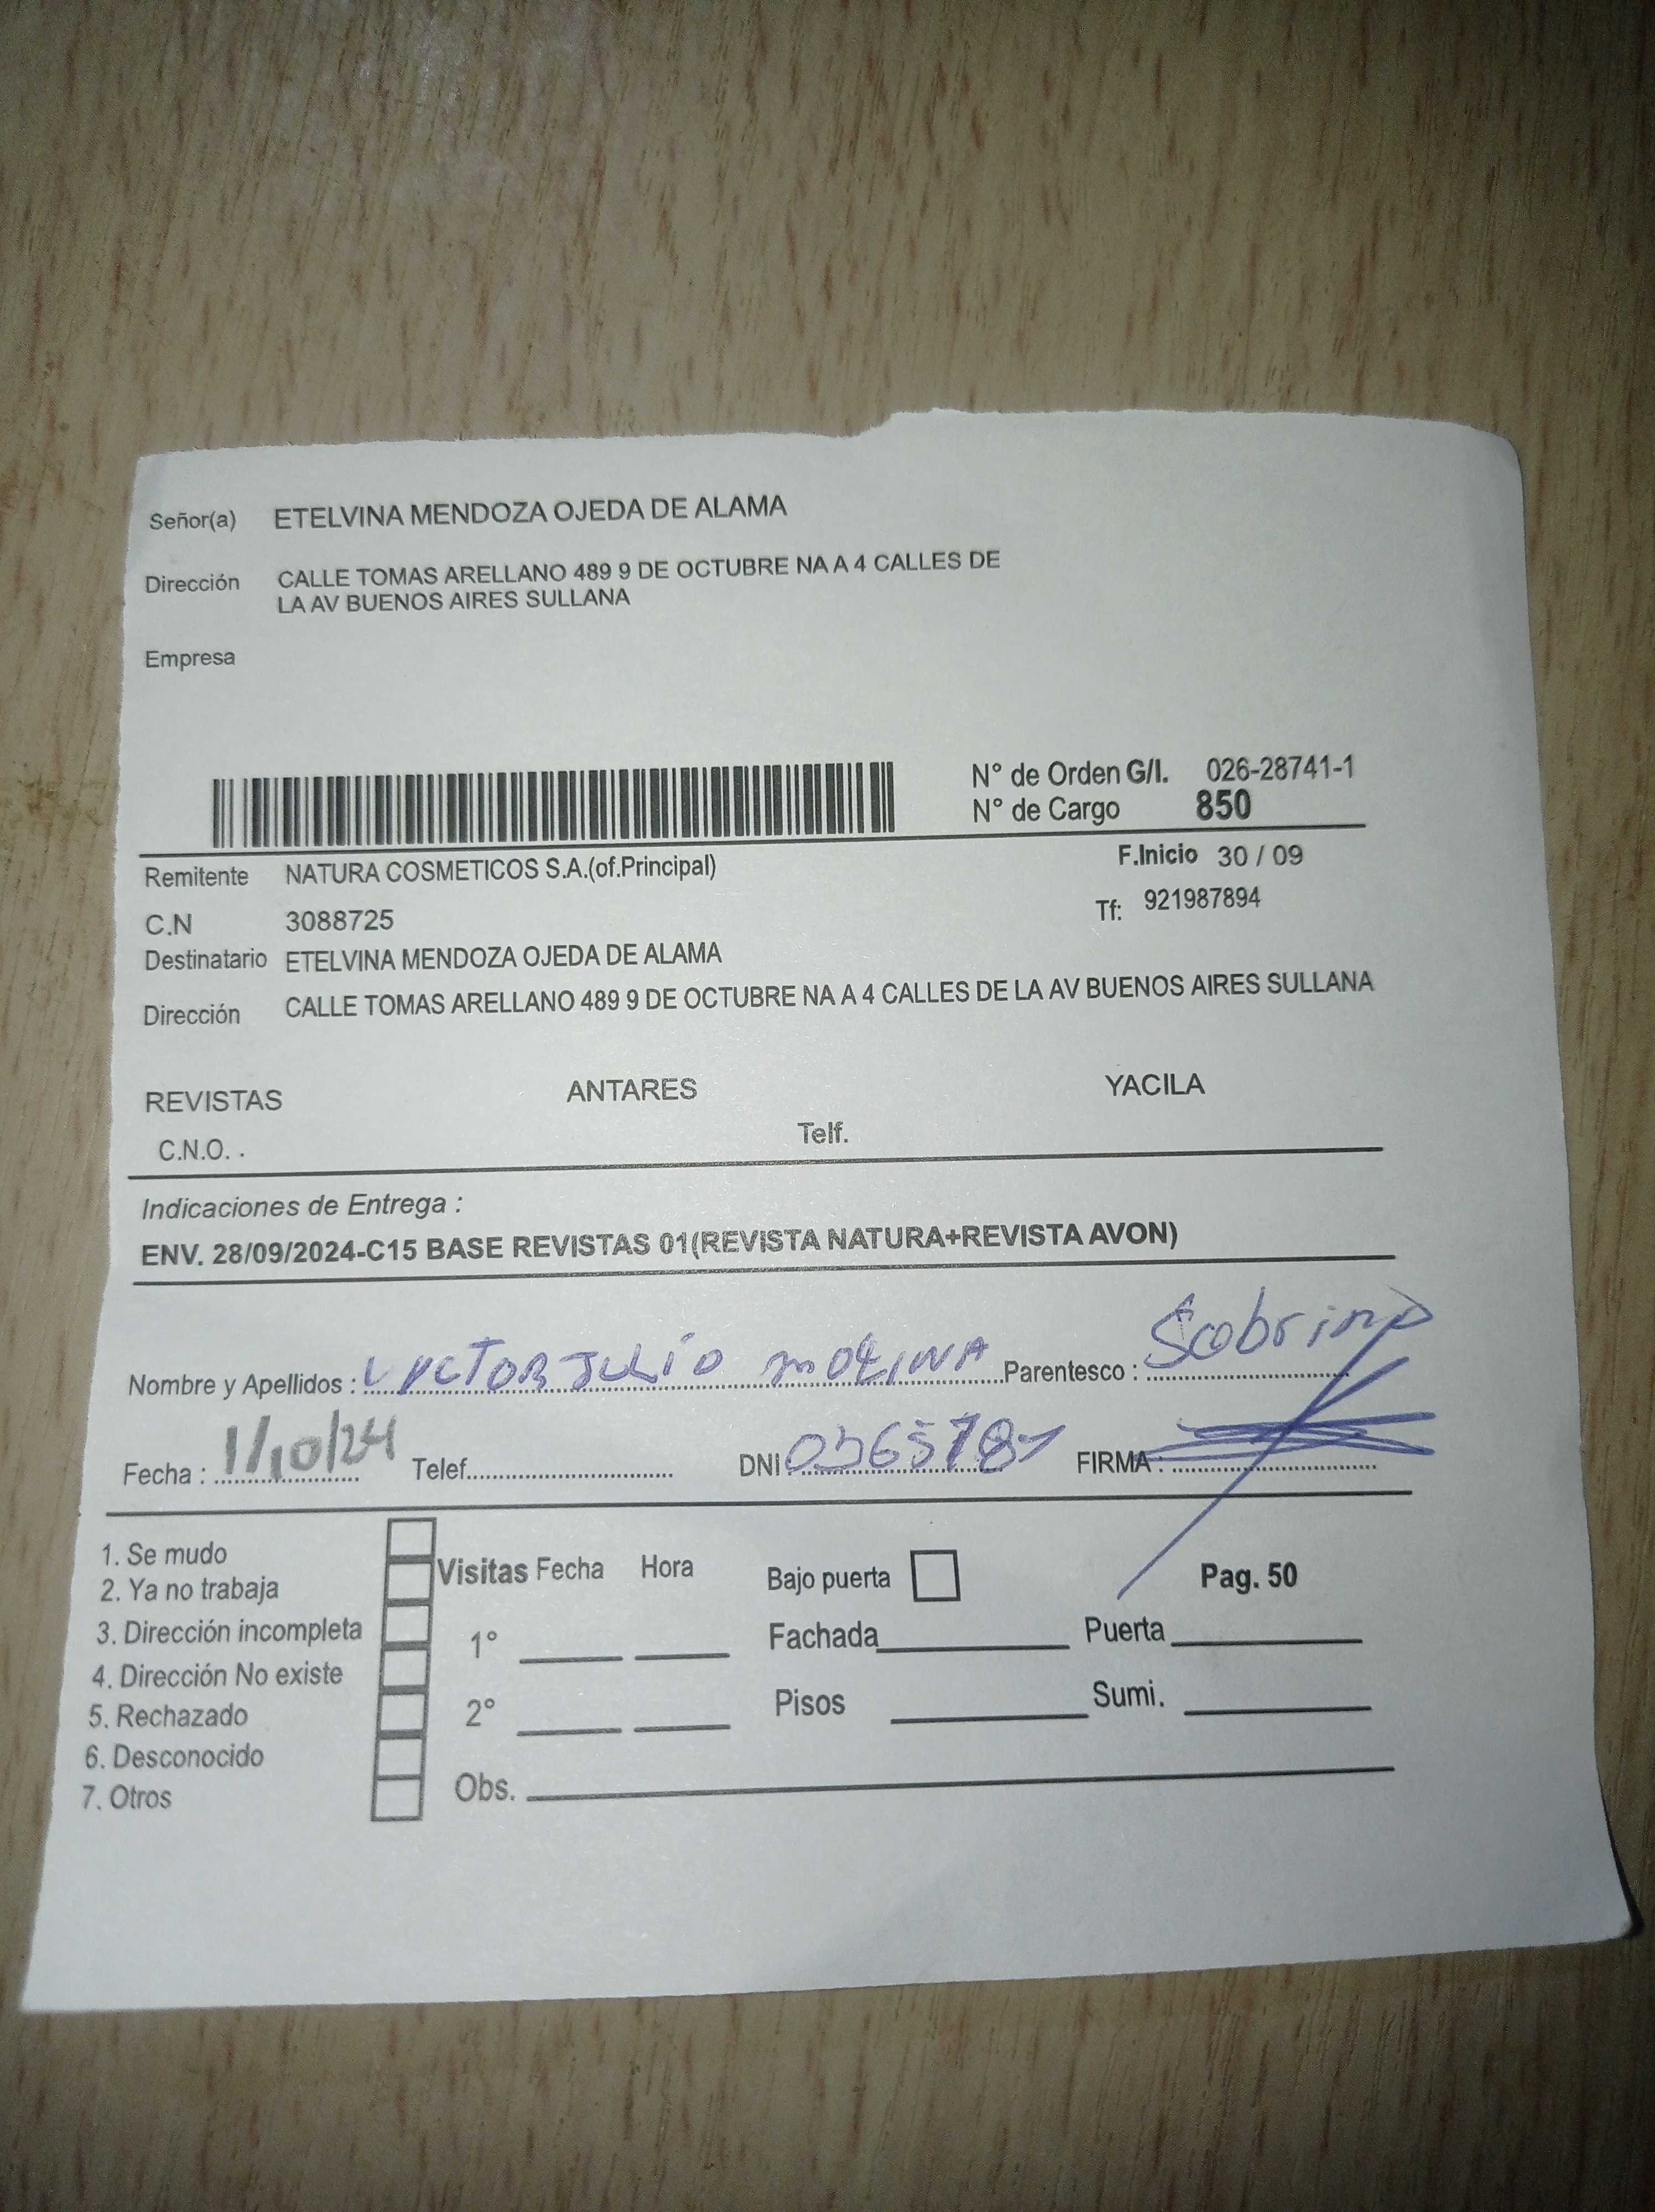 Señor(a) ETELVINA MENDOZA OJEDA DE ALAMA
Dirección CALLE TOMAS ARELLANO 489 9 DE OCTUBRE NA A 4 CALLES DE
LA AV BUENOS AIRES SULLANA
Empresa
N° de Orden G/I. 026-28741-1
N° de Cargo 850
Remitente NATURA COSMETICOS S.A.(of.Principal) F.Inicio 30 / 09
C.N 3088725 Tf: 921987894
Destinatario ETELVINA MENDOZA OJEDA DE ALAMA
Dirección CALLE TOMAS ARELLANO 489 9 DE OCTUBRE NA A 4 CALLES DE LA AV BUENOS AIRES SULLANA
REVISTAS ANTARES YACILA
C.N.O. . Telf.
Indicaciones de Entrega :
ENV. 28/09/2024-C15 BASE REVISTAS 01(REVISTA NATURA+REVISTA AVON)
Nombre y Apellidos : VICTOR JULIO MOLINA Parentesco : Sobrino
Fecha : 1/10/24 Telef. DNI FIRMA :
1. Se mudo
2. Ya no trabaja
3. Dirección incompleta
4. Dirección No existe
5. Rechazado
6. Desconocido
7. Otros
Visitas Fecha Hora Bajo puerta Pag. 50
1° Fachada Puerta
2° Pisos Sumi.
Obs.